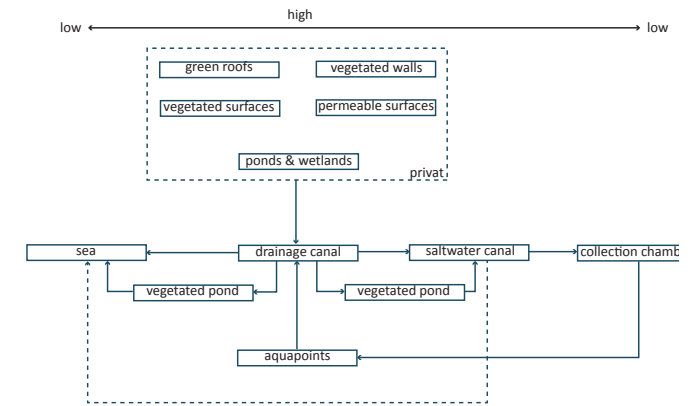 high
low
low
green roofs
vegetated walls
vegetated surfaces
permeable surfaces
ponds & wetlands
privat
sea
drainage canal
saltwater canal
collection chamb
vegetated pond
vegetated pond
aquapoints